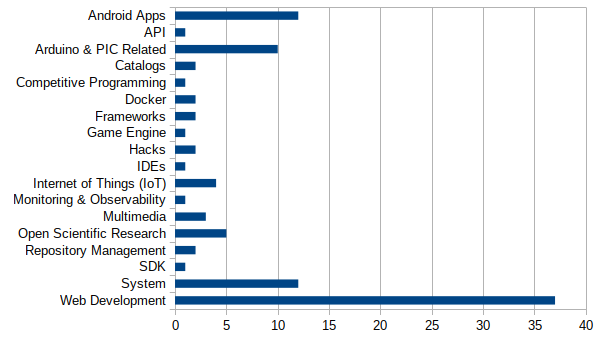 Android Apps
API
Arduino & PIC Related
Catalogs
Competitive Programming
Docker
Frameworks
Game Engine
Hacks
IDEs
Internet of Things (IoT)
Monitoring & Observability
Multimedia
Open Scientific Research
Repository Management
SDK
System
Web Development
0 5 10 15 20 25 30 35 40